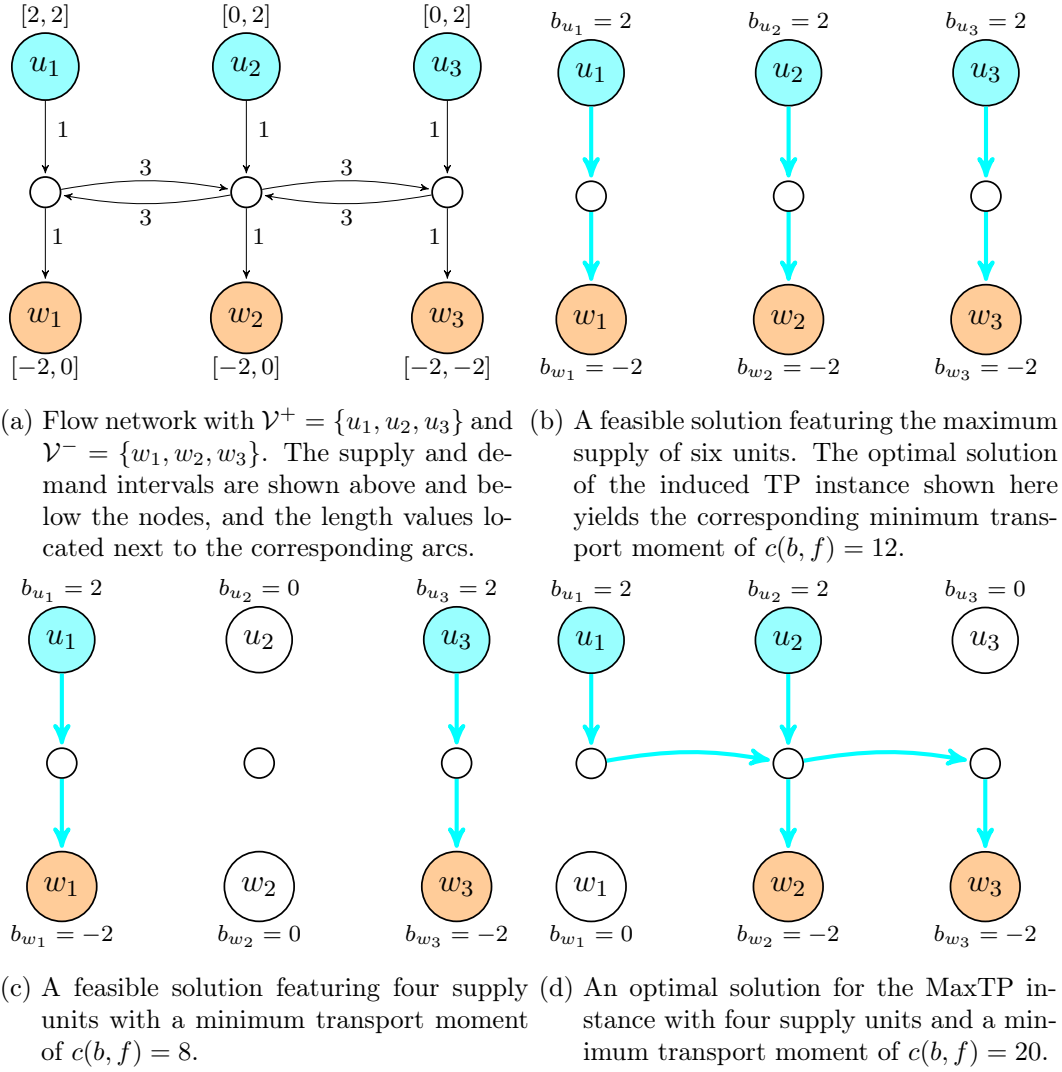 [2, 2] [0, 2] [0, 2]
u₁ u₂ u₃
1 1 1
3 3
3 3
1 1 1
w₁ w₂ w₃
[−2, 0] [−2, 0] [−2, −2]
b_{u₁} = 2 b_{u₂} = 2 b_{u₃} = 2
u₁ u₂ u₃
w₁ w₂ w₃
b_{w₁} = −2 b_{w₂} = −2 b_{w₃} = −2
(a) Flow network with 𝒱⁺ = {u₁, u₂, u₃} and
𝒱⁻ = {w₁, w₂, w₃}. The supply and de-
mand intervals are shown above and be-
low the nodes, and the length values lo-
cated next to the corresponding arcs.
(b) A feasible solution featuring the maximum
supply of six units. The optimal solution
of the induced TP instance shown here
yields the corresponding minimum trans-
port moment of c(b, f) = 12.
b_{u₁} = 2 b_{u₂} = 0 b_{u₃} = 2
u₁ u₂ u₃
w₁ w₂ w₃
b_{w₁} = −2 b_{w₂} = 0 b_{w₃} = −2
b_{u₁} = 2 b_{u₂} = 2 b_{u₃} = 0
u₁ u₂ u₃
w₁ w₂ w₃
b_{w₁} = 0 b_{w₂} = −2 b_{w₃} = −2
(c) A feasible solution featuring four supply
units with a minimum transport moment
of c(b, f) = 8.
(d) An optimal solution for the MaxTP in-
stance with four supply units and a min-
imum transport moment of c(b, f) = 20.